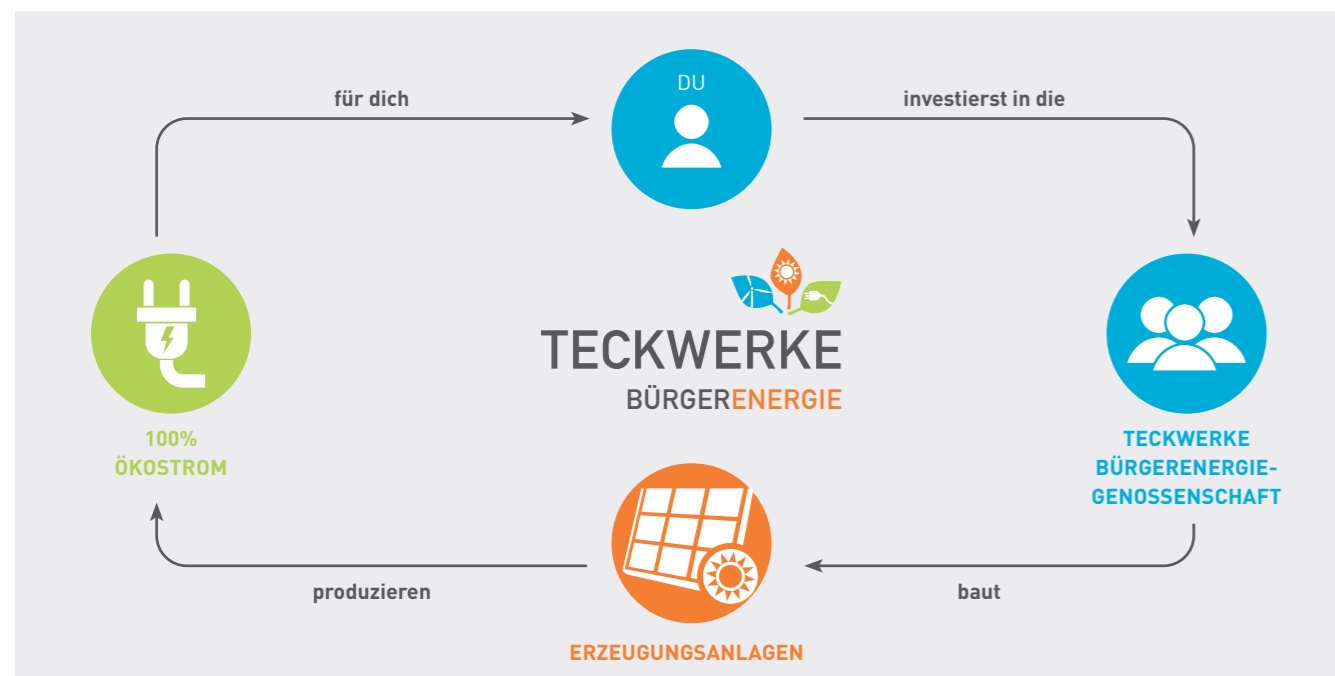 DU
für dich
investierst in die
TECKWERKE
BÜRGERENERGIE
100%
ÖKOSTROM
TECKWERKE
BÜRGERENERGIE-
GENOSSENSCHAFT
produzieren
baut
ERZEUGUNGSANLAGEN